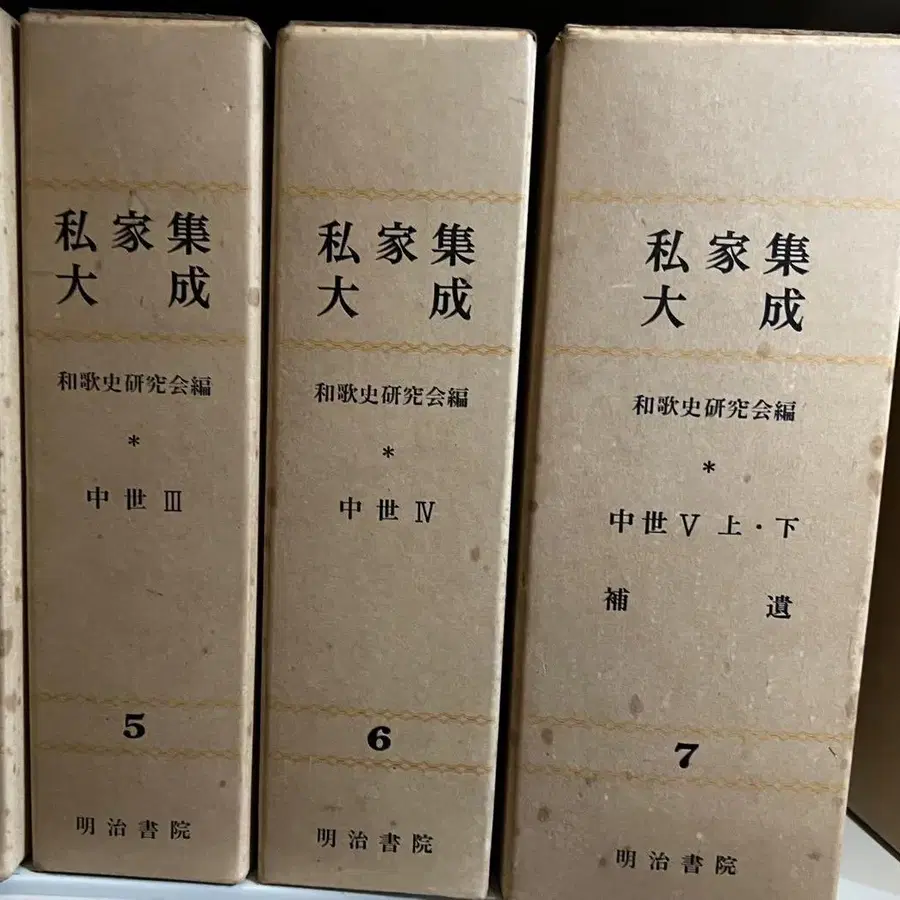 私家集
大成
和歌史研究会編
*
中世Ⅲ
5
明治書院
私家集
大成
和歌史研究会編
*
中世Ⅳ
6
明治書院
私家集
大成
和歌史研究会編
*
中世Ⅴ 上・下
補遺
7
明治書院